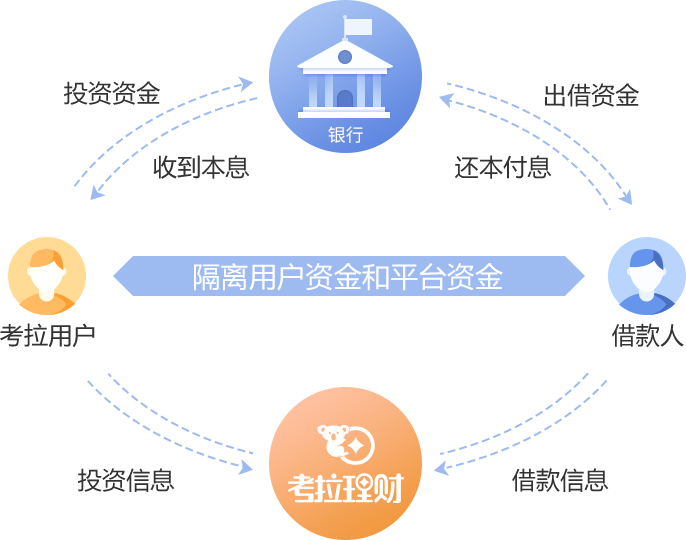 投资资金
出借资金
银行
收到本息
还本付息
隔离用户资金和平台资金
考拉用户
借款人
考拉理财
投资信息
借款信息